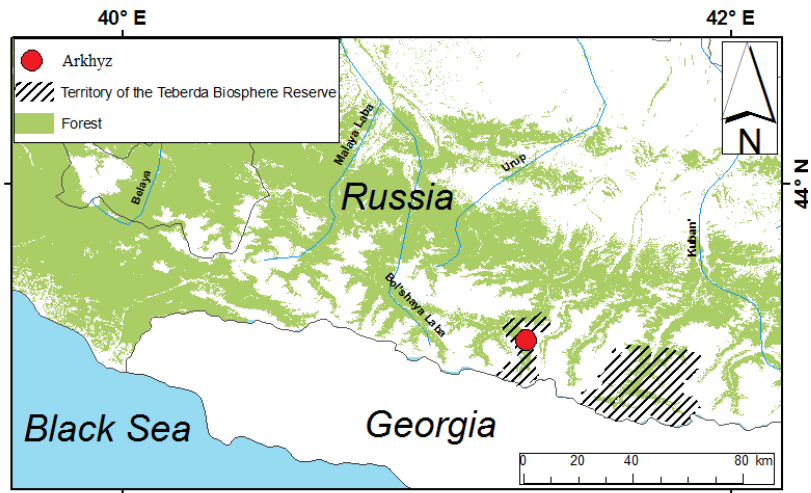 40° E
42° E
Arkhyz
Territory of the Teberda Biosphere Reserve
Forest
N
Malaya Laba
Urup
Belaya
Russia
44° N
Kuban'
Bol'shaya Laba
Black Sea
Georgia
0 20 40 80 km